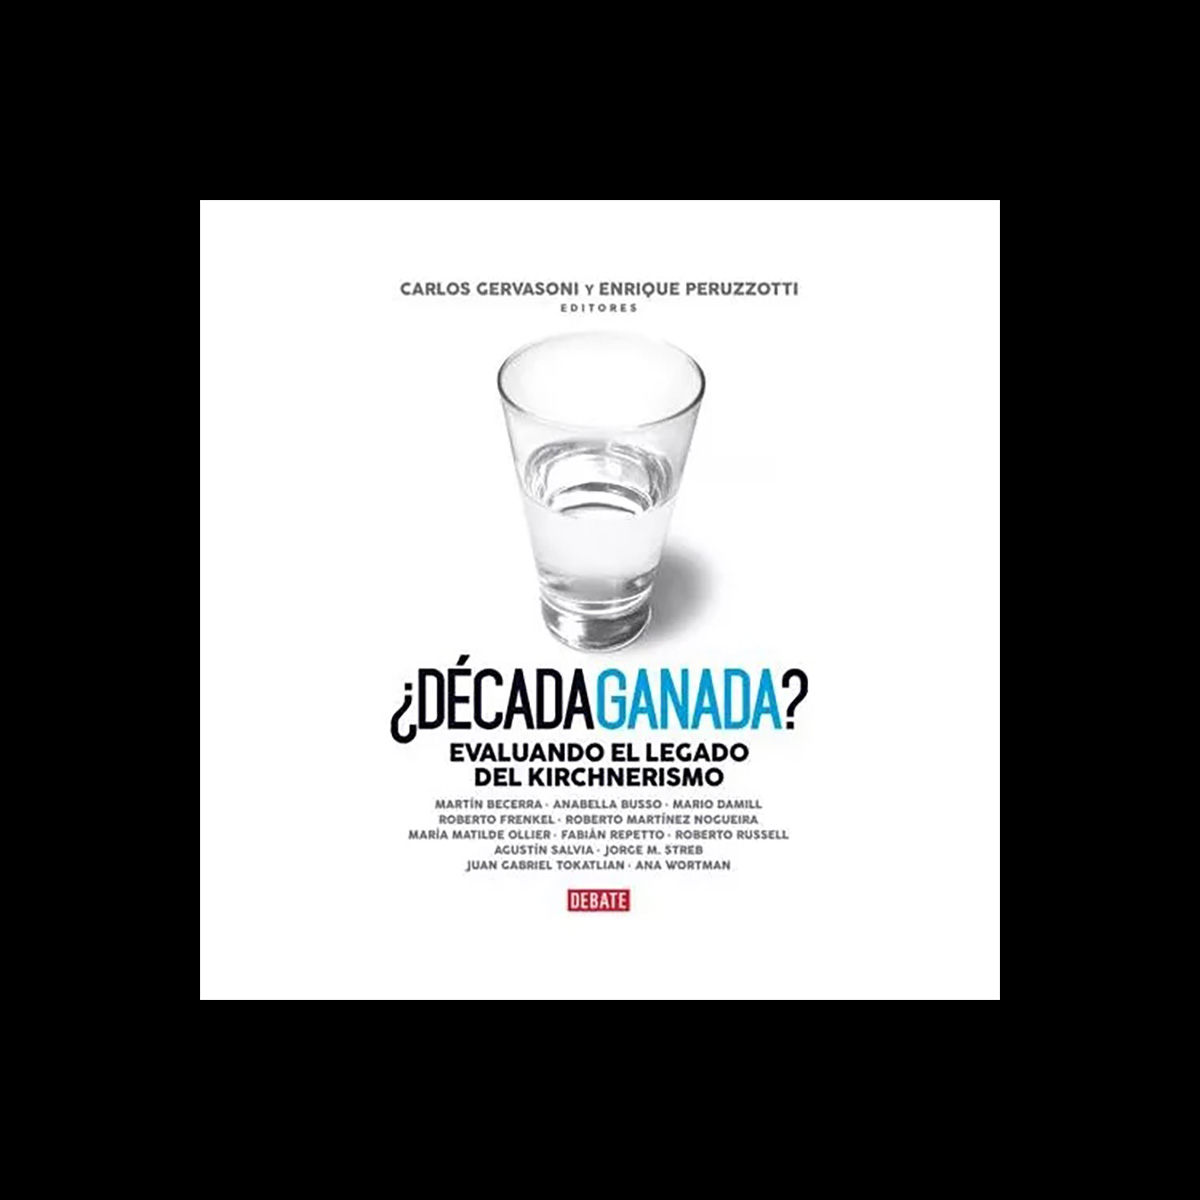 CARLOS GERVASONI Y ENRIQUE PERUZZOTTI
EDITORES
¿DÉCADAGANADA?
EVALUANDO EL LEGADO
DEL KIRCHNERISMO
MARTÍN BECERRA · ANABELLA BUSSO · MARIO DAMILL
ROBERTO FRENKEL · ROBERTO MARTÍNEZ NOGUEIRA
MARÍA MATILDE OLLIER · FABIÁN REPETTO · ROBERTO RUSSELL
AGUSTÍN SALVIA · JORGE M. STREB
JUAN GABRIEL TOKATLIAN · ANA WORTMAN
DEBATE